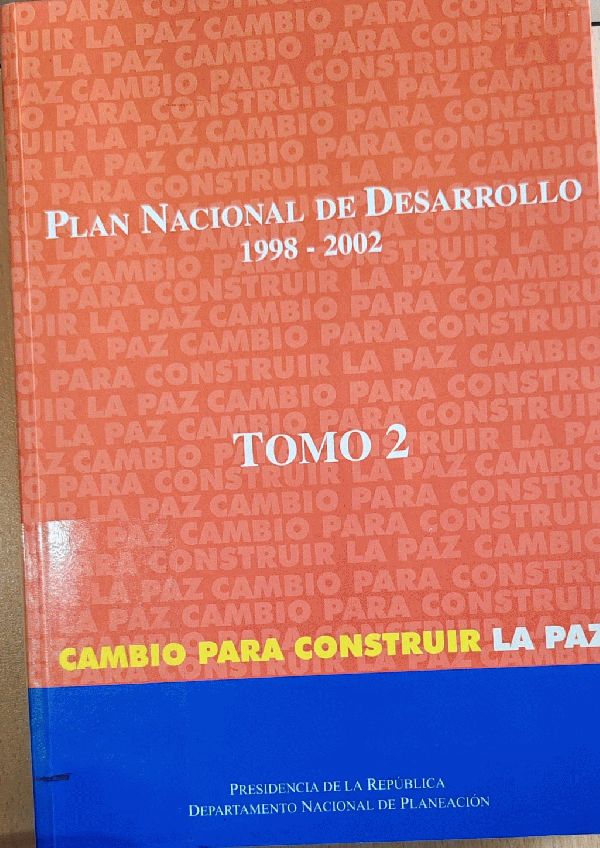 PLAN NACIONAL DE DESARROLLO
1998 - 2002
TOMO 2
CAMBIO PARA CONSTRUIR LA PAZ
PRESIDENCIA DE LA REPÚBLICA
DEPARTAMENTO NACIONAL DE PLANEACIÓN